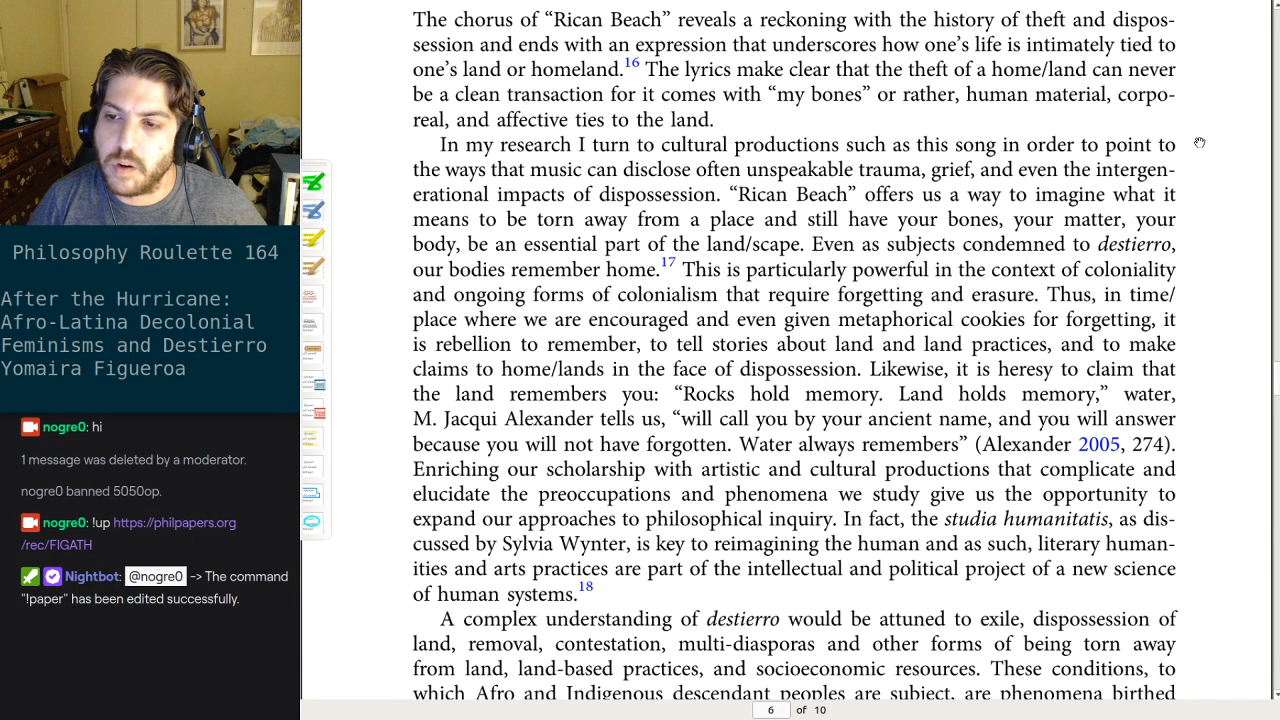 Philosophy Roulette 164
After the Hurricane:
Afro-Latina Decolonial
Feminisms and Destierro
Yomaira Figueroa
nogre0: hi
1 message was deleted by a moderator.
nogre0 banned 5050op.
nogre0: !up https://philpapers.org
/rec/FIGATH
Nightbot: @nogre0 -> The command
"!paper" has been edited successfully.
The chorus of “Rican Beach” reveals a reckoning with the history of theft and dispos-
session and ends with an expression that underscores how one’s life is intimately tied to
one’s land or homeland.16 The lyrics make clear that the theft of a home/land can never
be a clean transaction for it comes with “my bones” or rather, human material, corpo-
real, and affective ties to the land.
In my research I turn to cultural productions such as this song in order to point to
the ways that music can disclose often unspeakable trauma, grief, and even the intergen-
erational impacts of dispossession. “Rican Beach” offers us a way to imagine what it
means to be torn away from a place and still have your bones, your matter, your
body, be an essential part of the landscape. Even as subjects condemned to destierro,
our bodies remember home.17 This is particularly powerful in the context of coloniality
and enduring forms of colonialism that require forgetting and erasure. Thus, in a time/
place where we are encouraged and even given metaphorical cookies for forgetting, it
is rebellion to remember, to tell stories about land and land practices, and to make
claims to home/lands in the face of dispossession. Likewise, it is heresy to claim that
the land remembers you. “Rocks hold memory. Land holds memory,” water,
M. Jacqui Alexander tells us, “will call you by your ancient name, and you will answer
because you will not have forgotten. Water always remembers” (Alexander 2005, 274).
Enriching our scholarship with artistic and cultural productions that complicate and
elucidate the problematics and phenomena we study give us the opportunity to
expand our approaches to philosophical inquiry. In fact the studia humanitatis, as dis-
cussed by Sylvia Wynter, is key to reimagining the human and as such, literary human-
ities and arts practices are part of the intellectual and political project of a new science
of human systems.18
A complex understanding of destierro would be attuned to exile, dispossession of
land, removal, contestation, multi-diasporas and other forms of being torn away
from land, land-based practices, and socioeconomic resources. These conditions, to
which Afro and Indigenous descendant peoples are subject, are phenomena birthed
6 of 10